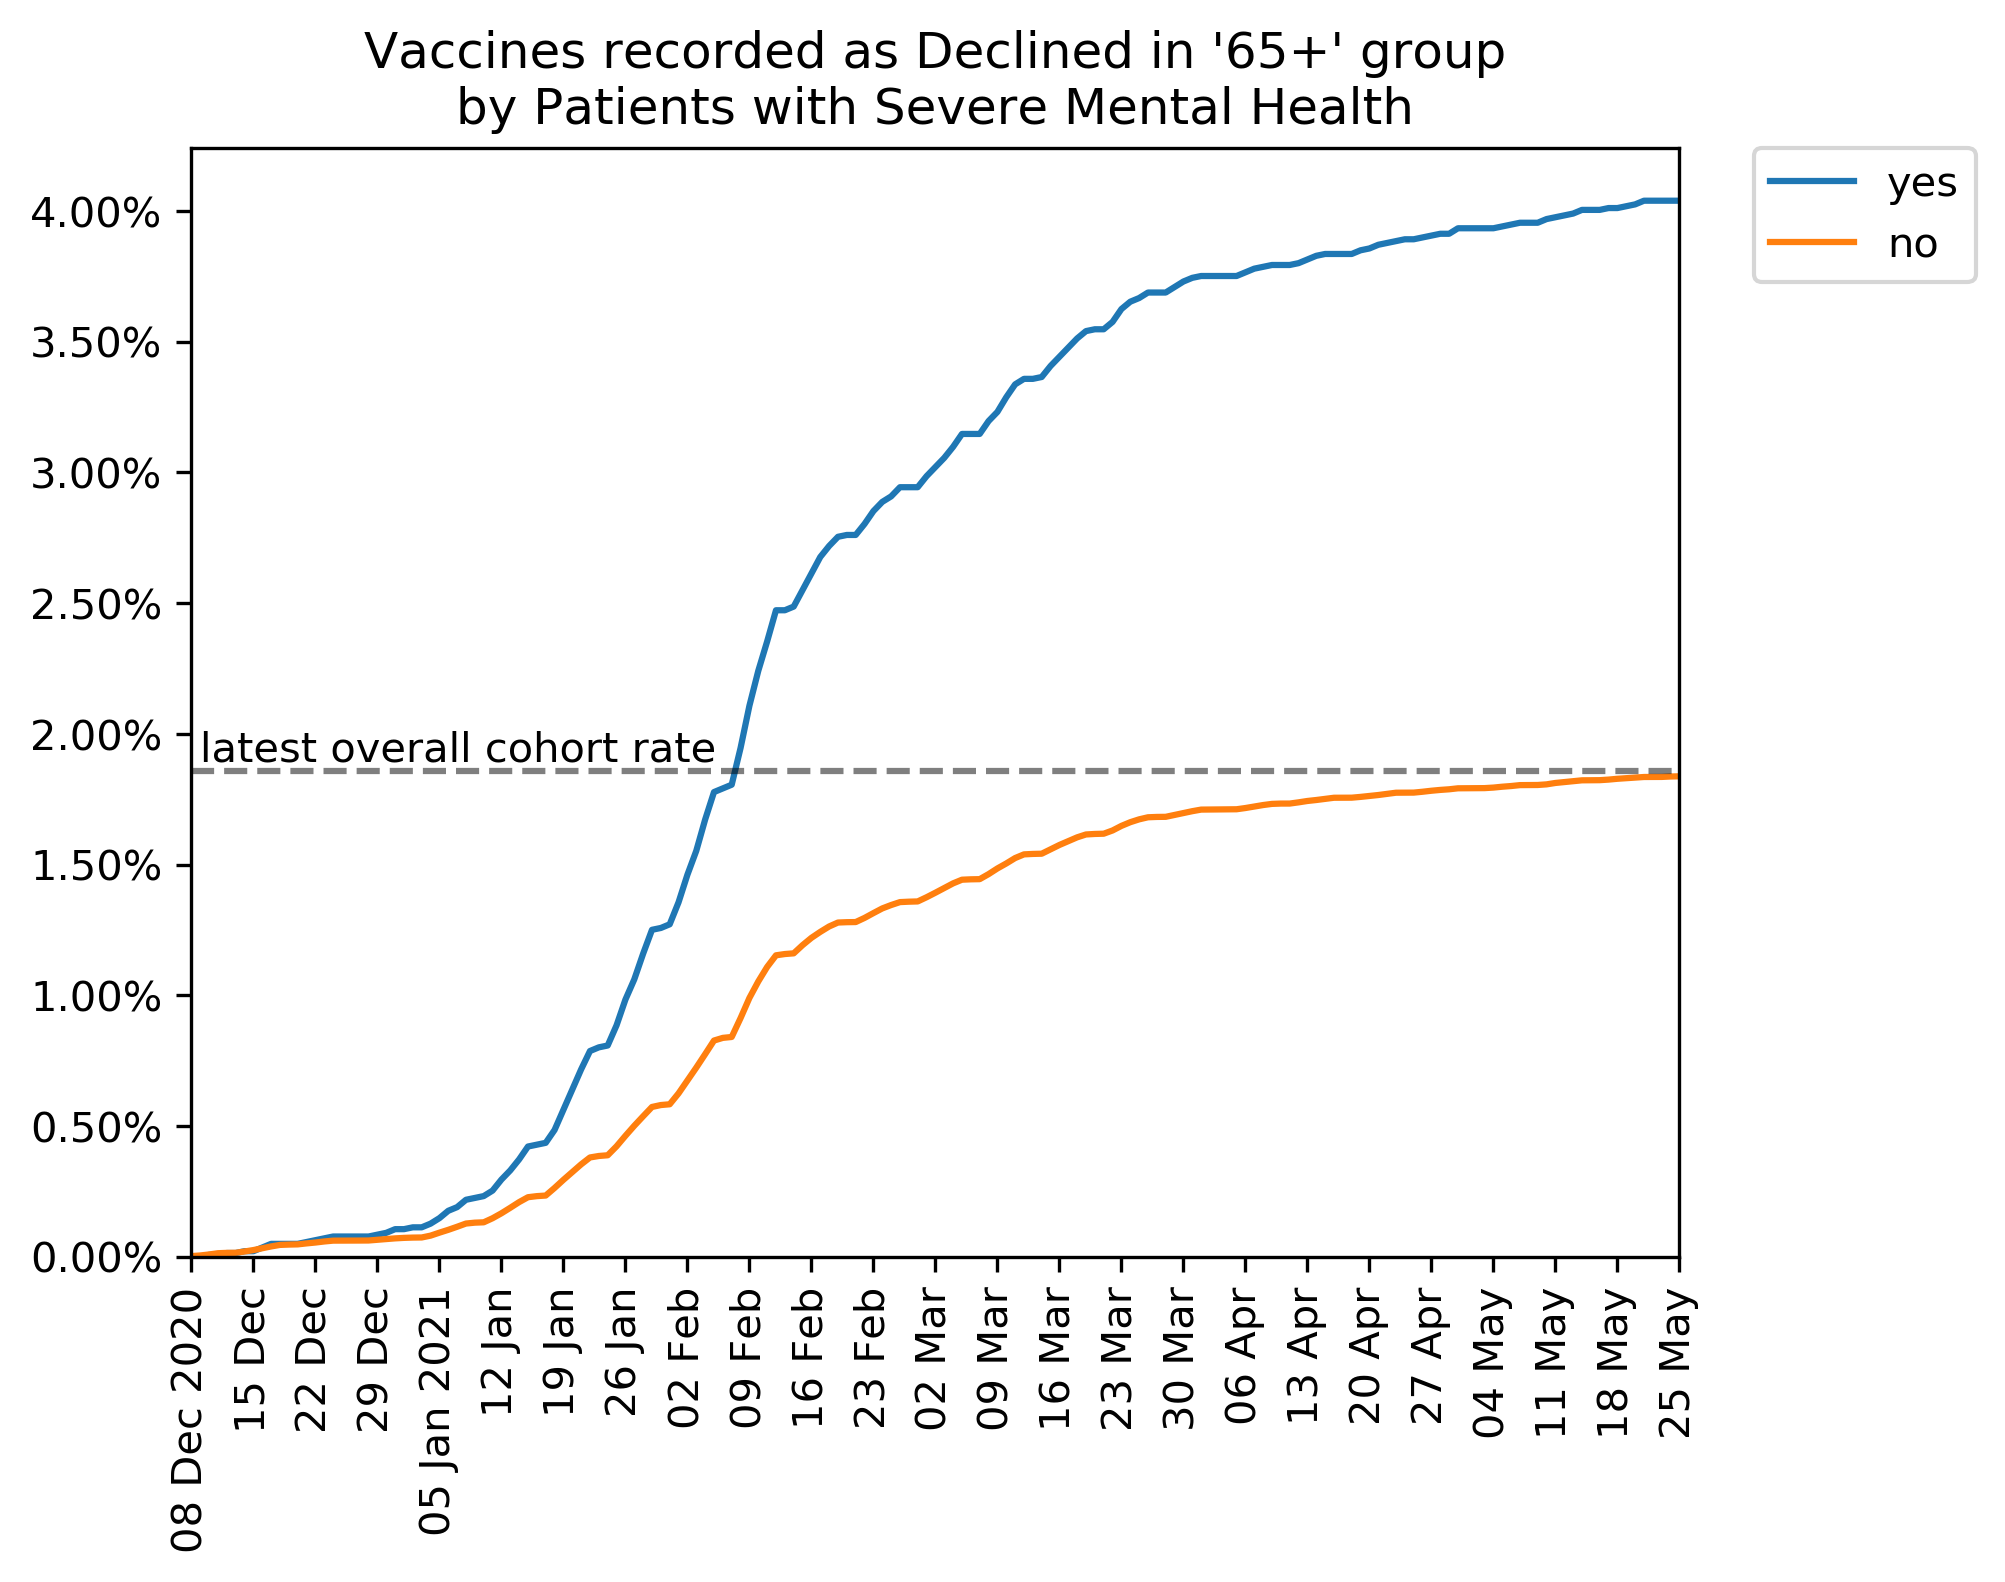 Vaccines recorded as Declined in '65+' group
by Patients with Severe Mental Health
yes
no
4.00%
3.50%
3.00%
2.50%
2.00%
1.50%
1.00%
0.50%
0.00%
latest overall cohort rate
08 Dec 2020
15 Dec
22 Dec
29 Dec
05 Jan 2021
12 Jan
19 Jan
26 Jan
02 Feb
09 Feb
16 Feb
23 Feb
02 Mar
09 Mar
16 Mar
23 Mar
30 Mar
06 Apr
13 Apr
20 Apr
27 Apr
04 May
11 May
18 May
25 May